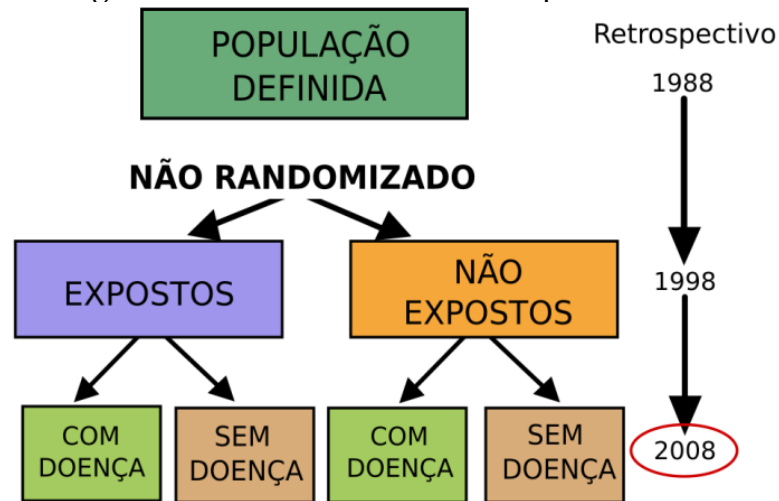 POPULAÇÃO
DEFINIDA
Retrospectivo
1988
NÃO RANDOMIZADO
EXPOSTOS
NÃO
EXPOSTOS
1998
COM
DOENÇA
SEM
DOENÇA
COM
DOENÇA
SEM
DOENÇA
2008